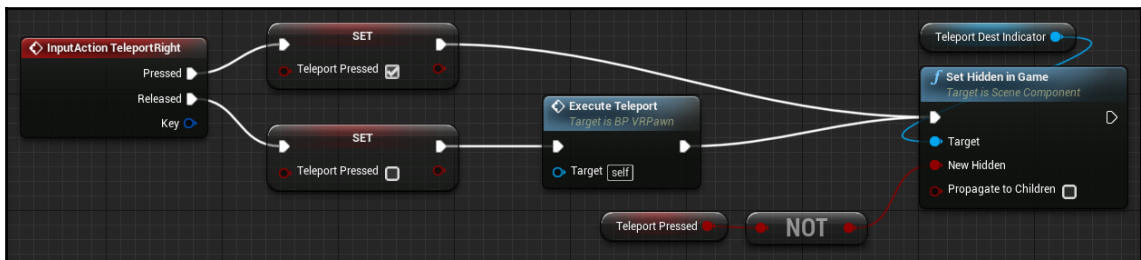 InputAction TeleportRight
Pressed
Released
Key
SET
Teleport Pressed
SET
Teleport Pressed
Execute Teleport
Target is BP VRPawn
Target self
Teleport Pressed
NOT
Teleport Dest Indicator
f Set Hidden in Game
Target is Scene Component
Target
New Hidden
Propagate to Children